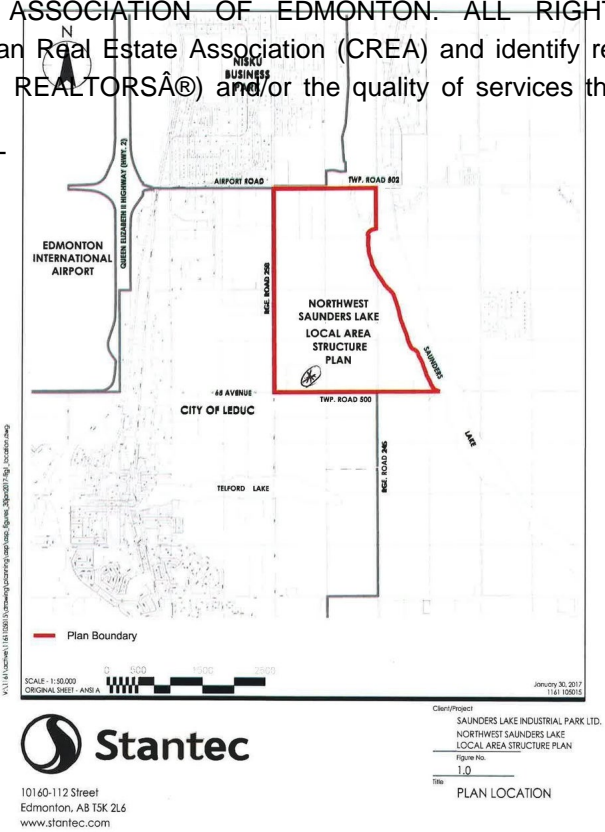 ASSOCIATION OF EDMONTON. ALL RIGHT
an Real Estate Association (CREA) and identify re
REALTORSÂ®) and/or the quality of services th
-
N
NISKU
BUSINESS
PARK
QUEEN ELIZABETH II HIGHWAY (HWY. 2)
AIRPORT ROAD
TWP. ROAD 502
EDMONTON
INTERNATIONAL
AIRPORT
RGE. ROAD 250
NORTHWEST
SAUNDERS LAKE
LOCAL AREA
STRUCTURE
PLAN
SAUNDERS
LAKE
65 AVENUE
TWP. ROAD 500
CITY OF LEDUC
RGE. ROAD 245
TELFORD LAKE
Plan Boundary
0 500 1500 2500
SCALE - 1: 50,000
ORIGINAL SHEET - ANSI A
January 30, 2017
1161 105015
Stantec
10160-112 Street
Edmonton, AB T5K 2L6
www.stantec.com
Client/Project
SAUNDERS LAKE INDUSTRIAL PARK LTD.
NORTHWEST SAUNDERS LAKE
LOCAL AREA STRUCTURE PLAN
Figure No.
1.0
Title
PLAN LOCATION